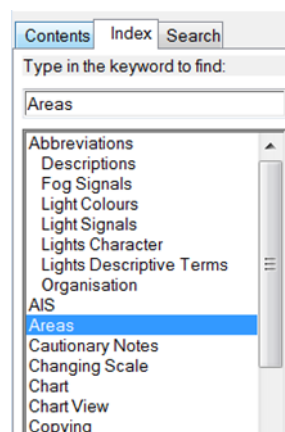 Contents Index Search
Type in the keyword to find:
Areas
Abbreviations
Descriptions
Fog Signals
Light Colours
Light Signals
Lights Character
Lights Descriptive Terms
Organisation
AIS
Areas
Cautionary Notes
Changing Scale
Chart
Chart View
Copying